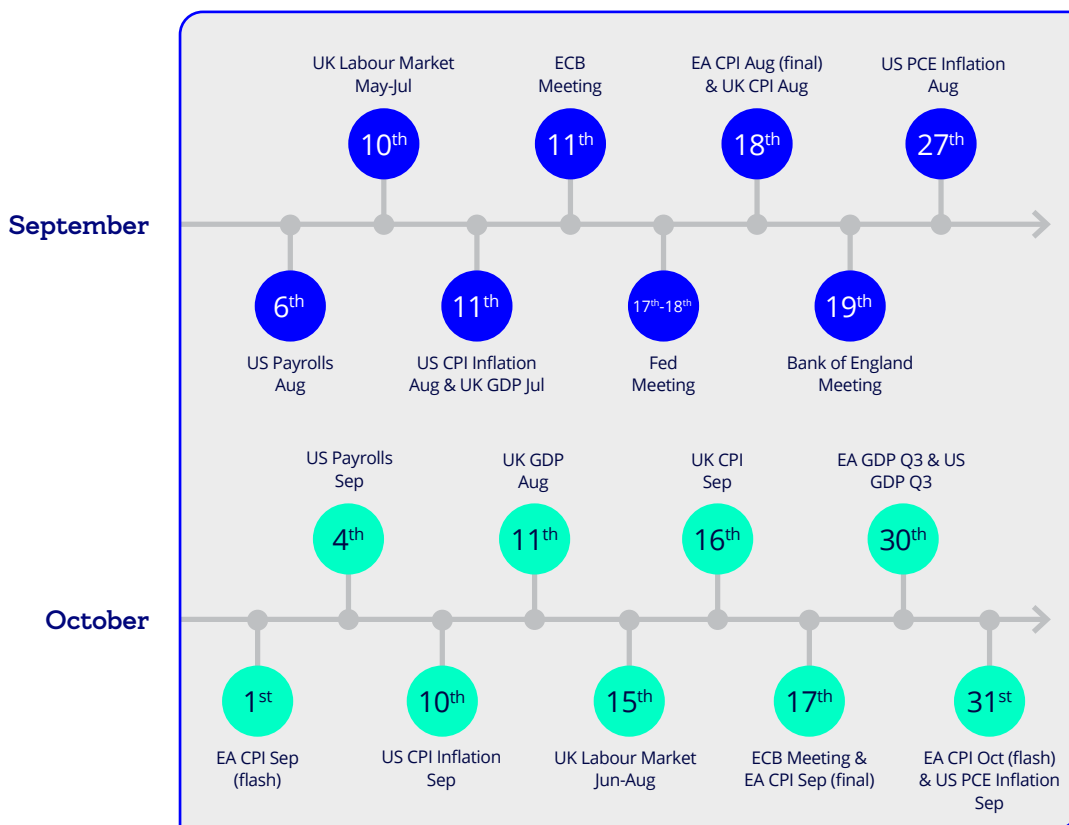 UK Labour Market
May-Jul
ECB
Meeting
EA CPI Aug (final)
& UK CPI Aug
US PCE Inflation
Aug
10th
11th
18th
27th
September
6th
11th
17th-18th
19th
US Payrolls
Aug
US CPI Inflation
Aug & UK GDP Jul
Fed
Meeting
Bank of England
Meeting
US Payrolls
Sep
UK GDP
Aug
UK CPI
Sep
EA GDP Q3 & US
GDP Q3
4th
11th
16th
30th
October
1st
10th
15th
17th
31st
EA CPI Sep
(flash)
US CPI Inflation
Sep
UK Labour Market
Jun-Aug
ECB Meeting &
EA CPI Sep (final)
EA CPI Oct (flash)
& US PCE Inflation
Sep